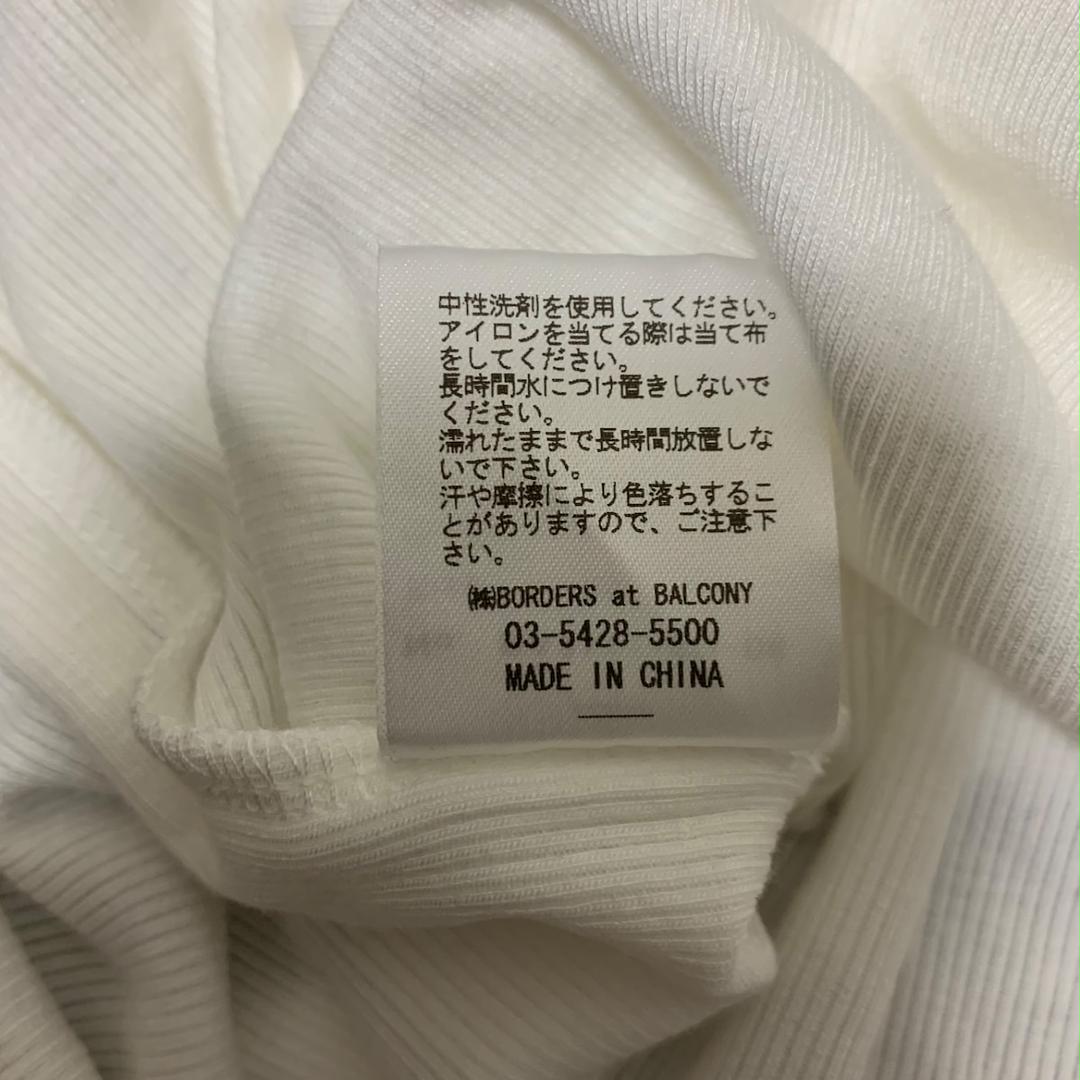 中性洗剤を使用してください。
アイロンを当てる際は当て布
をしてください。
長時間水につけ置きしないで
ください。
濡れたままで長時間放置しな
いで下さい。
汗や摩擦により色落ちするこ
とがありますので、ご注意下
さい。
㈱BORDERS at BALCONY
03-5428-5500
MADE IN CHINA